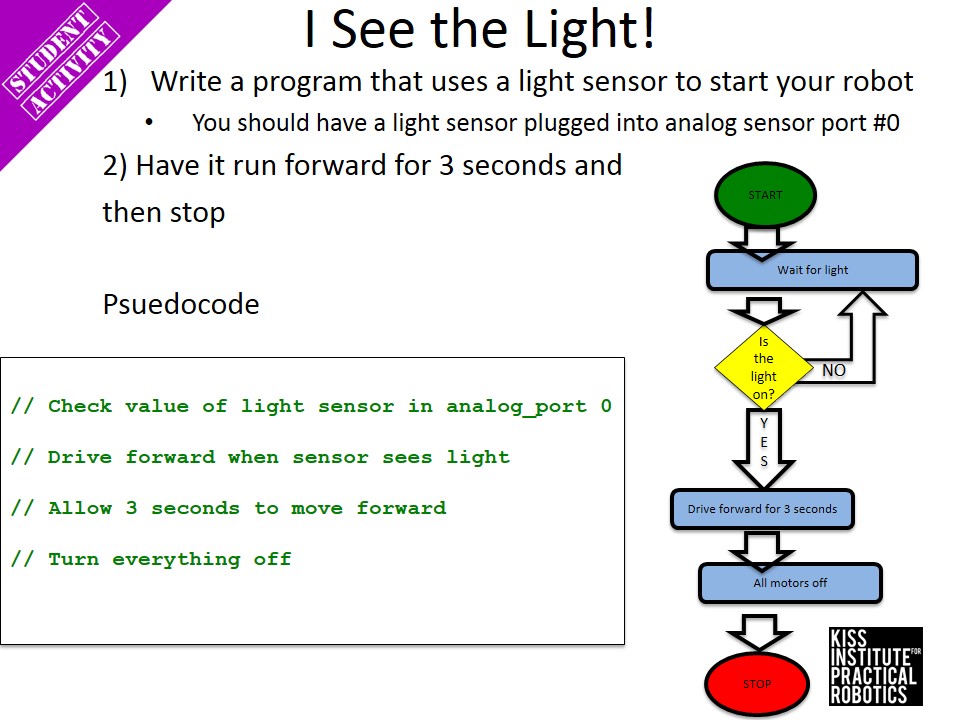 STUDENT
ACTIVITY
I See the Light!
1) Write a program that uses a light sensor to start your robot
• You should have a light sensor plugged into analog sensor port #0
2) Have it run forward for 3 seconds and
then stop
Psuedocode
// Check value of light sensor in analog_port 0
// Drive forward when sensor sees light
// Allow 3 seconds to move forward
// Turn everything off
START
Wait for light
Is
the
light
on?
NO
Y
E
S
Drive forward for 3 seconds
All motors off
STOP
KISS
INSTITUTE FOR
PRACTICAL
ROBOTICS